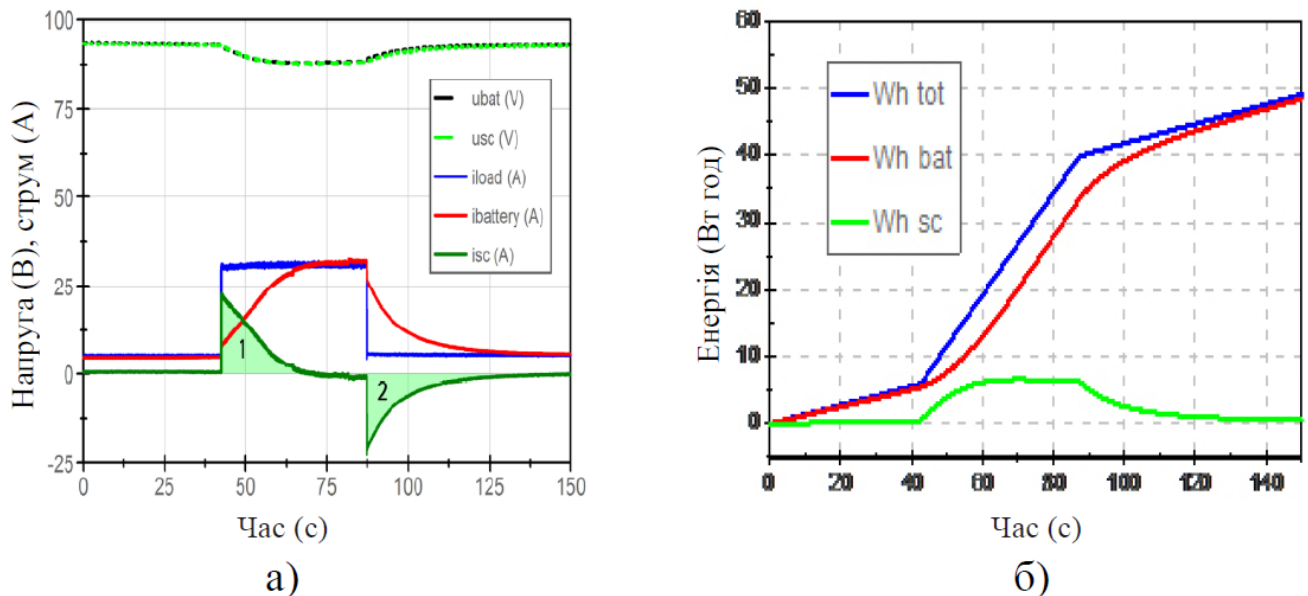 100
75
50
25
0
-25
Напруга (В), струм (А)
ubat (V)
usc (V)
iload (A)
ibattery (A)
isc (A)
1
2
0 25 50 75 100 125 150
Час (с)
а)
60
50
40
30
20
10
0
Енергія (Вт год)
Wh tot
Wh bat
Wh sc
0 20 40 60 80 100 120 140
Час (с)
б)